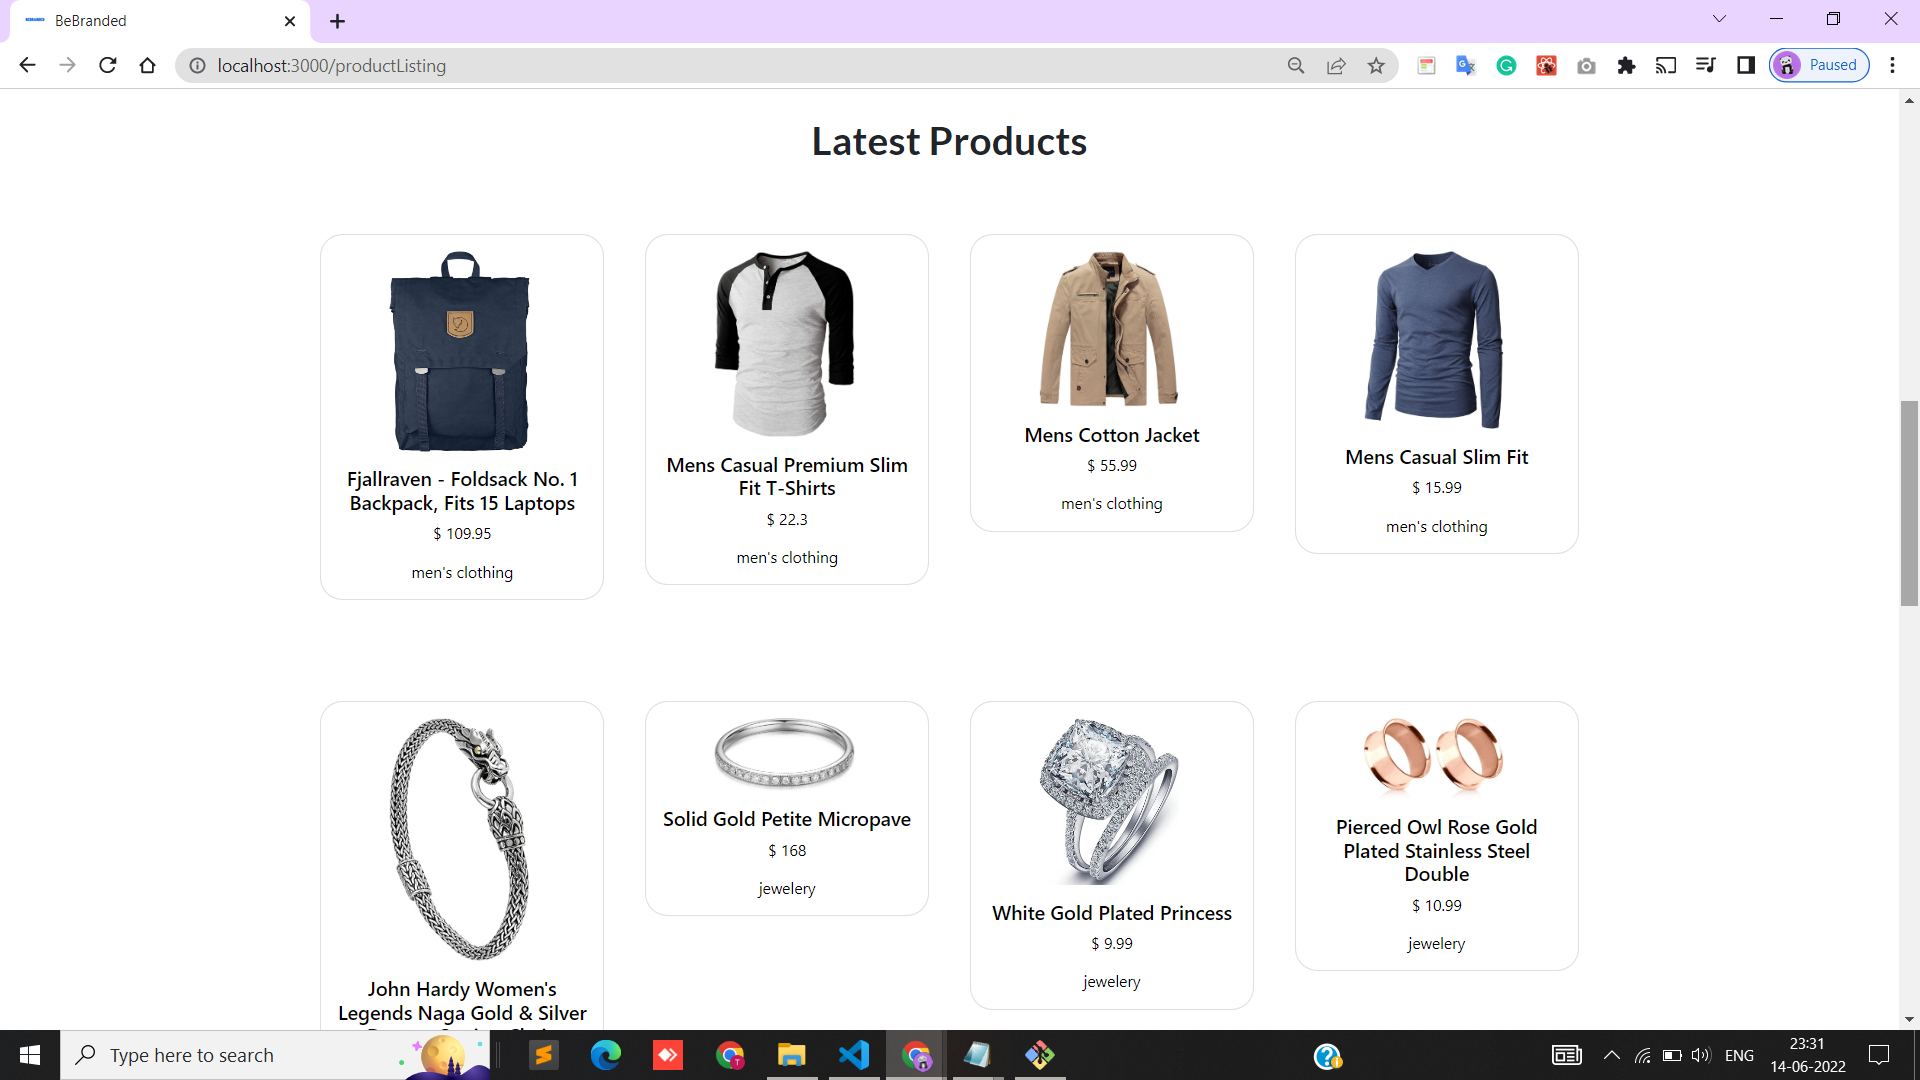 BeBranded
localhost:3000/productListing
Paused
Latest Products
Fjallraven - Foldsack No. 1
Backpack, Fits 15 Laptops
$ 109.95
men's clothing
Mens Casual Premium Slim
Fit T-Shirts
$ 22.3
men's clothing
Mens Cotton Jacket
$ 55.99
men's clothing
Mens Casual Slim Fit
$ 15.99
men's clothing
John Hardy Women's
Legends Naga Gold & Silver
Solid Gold Petite Micropave
$ 168
jewelery
White Gold Plated Princess
$ 9.99
jewelery
Pierced Owl Rose Gold
Plated Stainless Steel
Double
$ 10.99
jewelery
Type here to search
ENG
23:31
14-06-2022